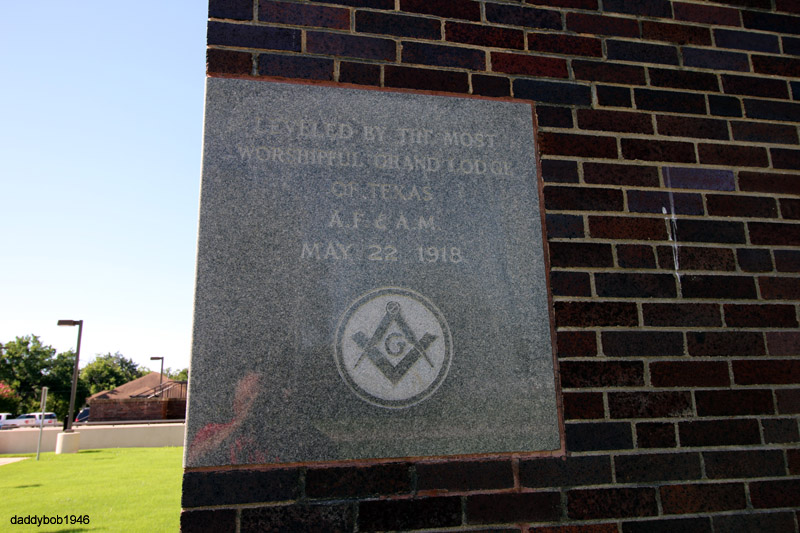 LEVELED BY THE MOST
WORSHIPFUL GRAND LODGE
OF TEXAS
A.F. & A.M.
MAY 22 1918
G
daddybob1946